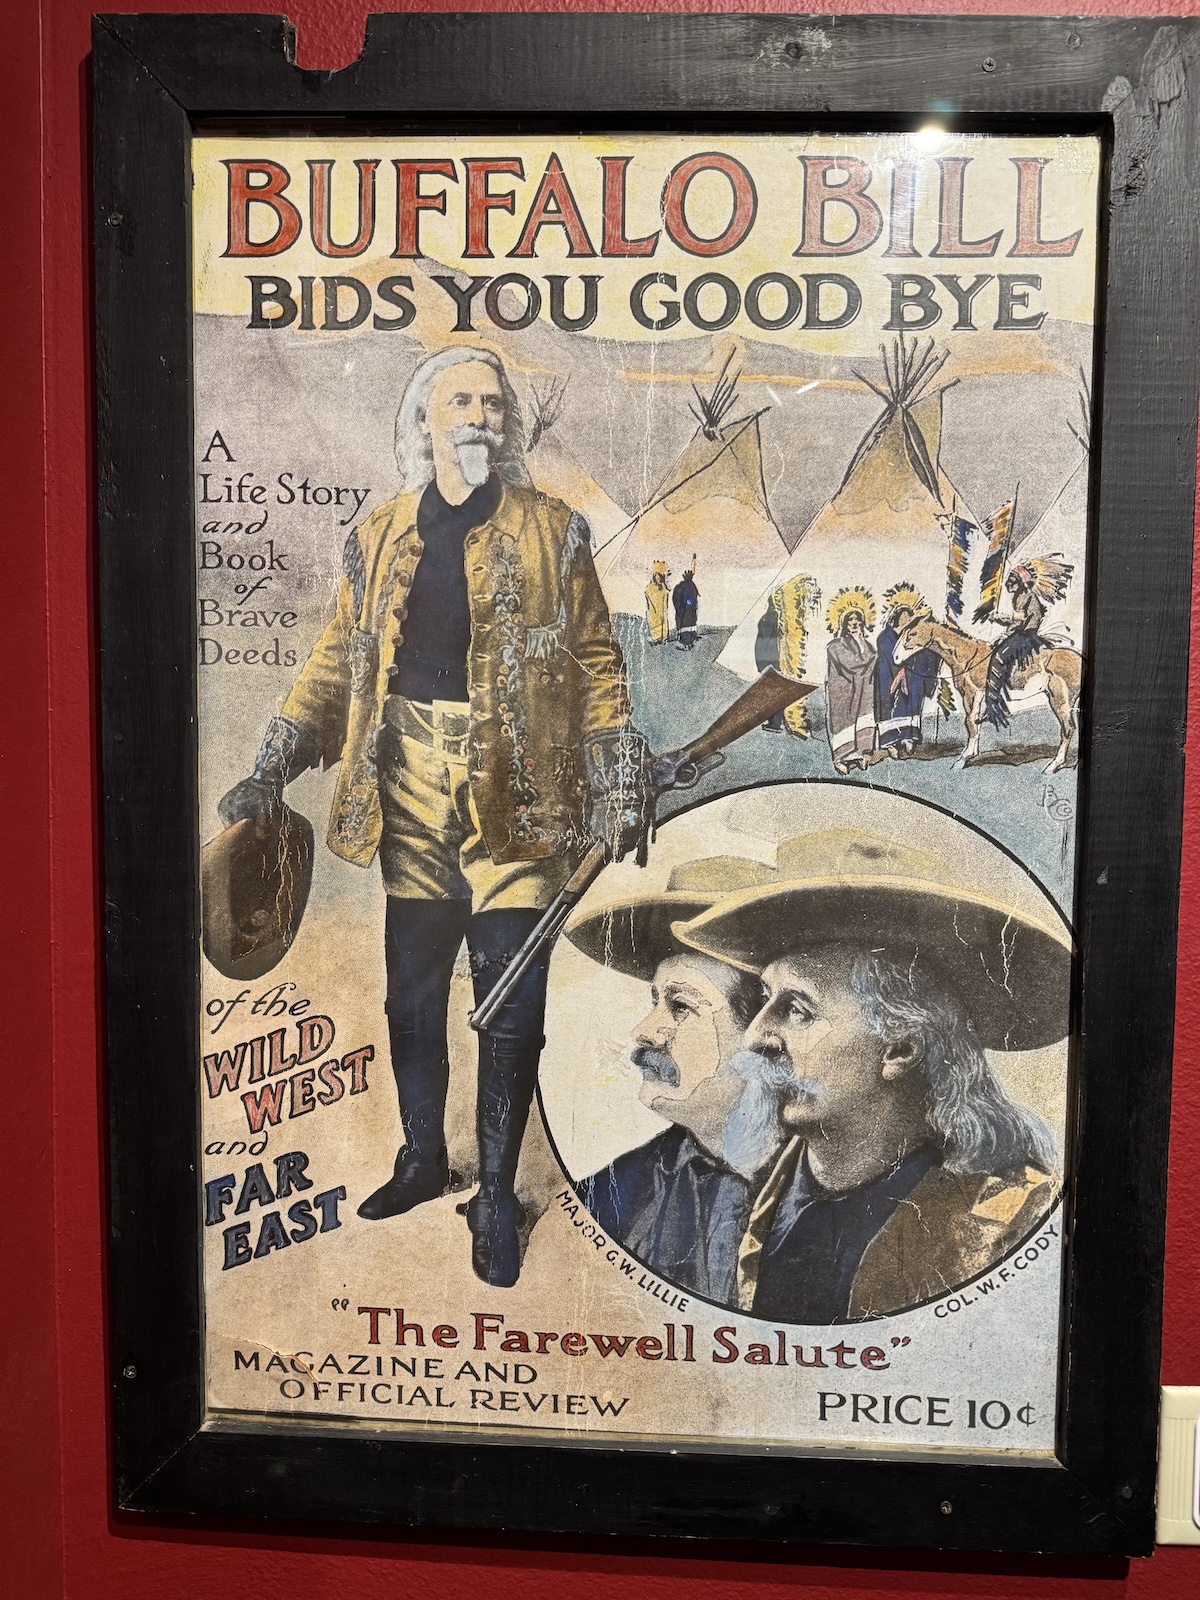 BUFFALO BILL
BIDS YOU GOOD BYE
A
Life Story
and
Book
of
Brave
Deeds
of the
WILD
WEST
and
FAR
EAST
MAJOR G.W. LILLIE
COL. W. F. CODY
"The Farewell Salute"
MAGAZINE AND
OFFICIAL REVIEW
PRICE 10¢